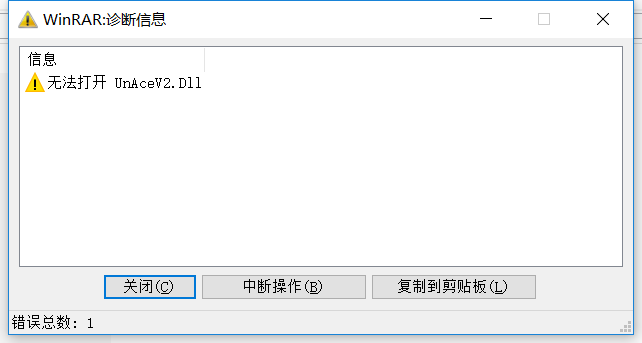 WinRAR:诊断信息
信息
无法打开 UnAceV2.Dll
关闭(C) 中断操作(B) 复制到剪贴板(L)
错误总数: 1